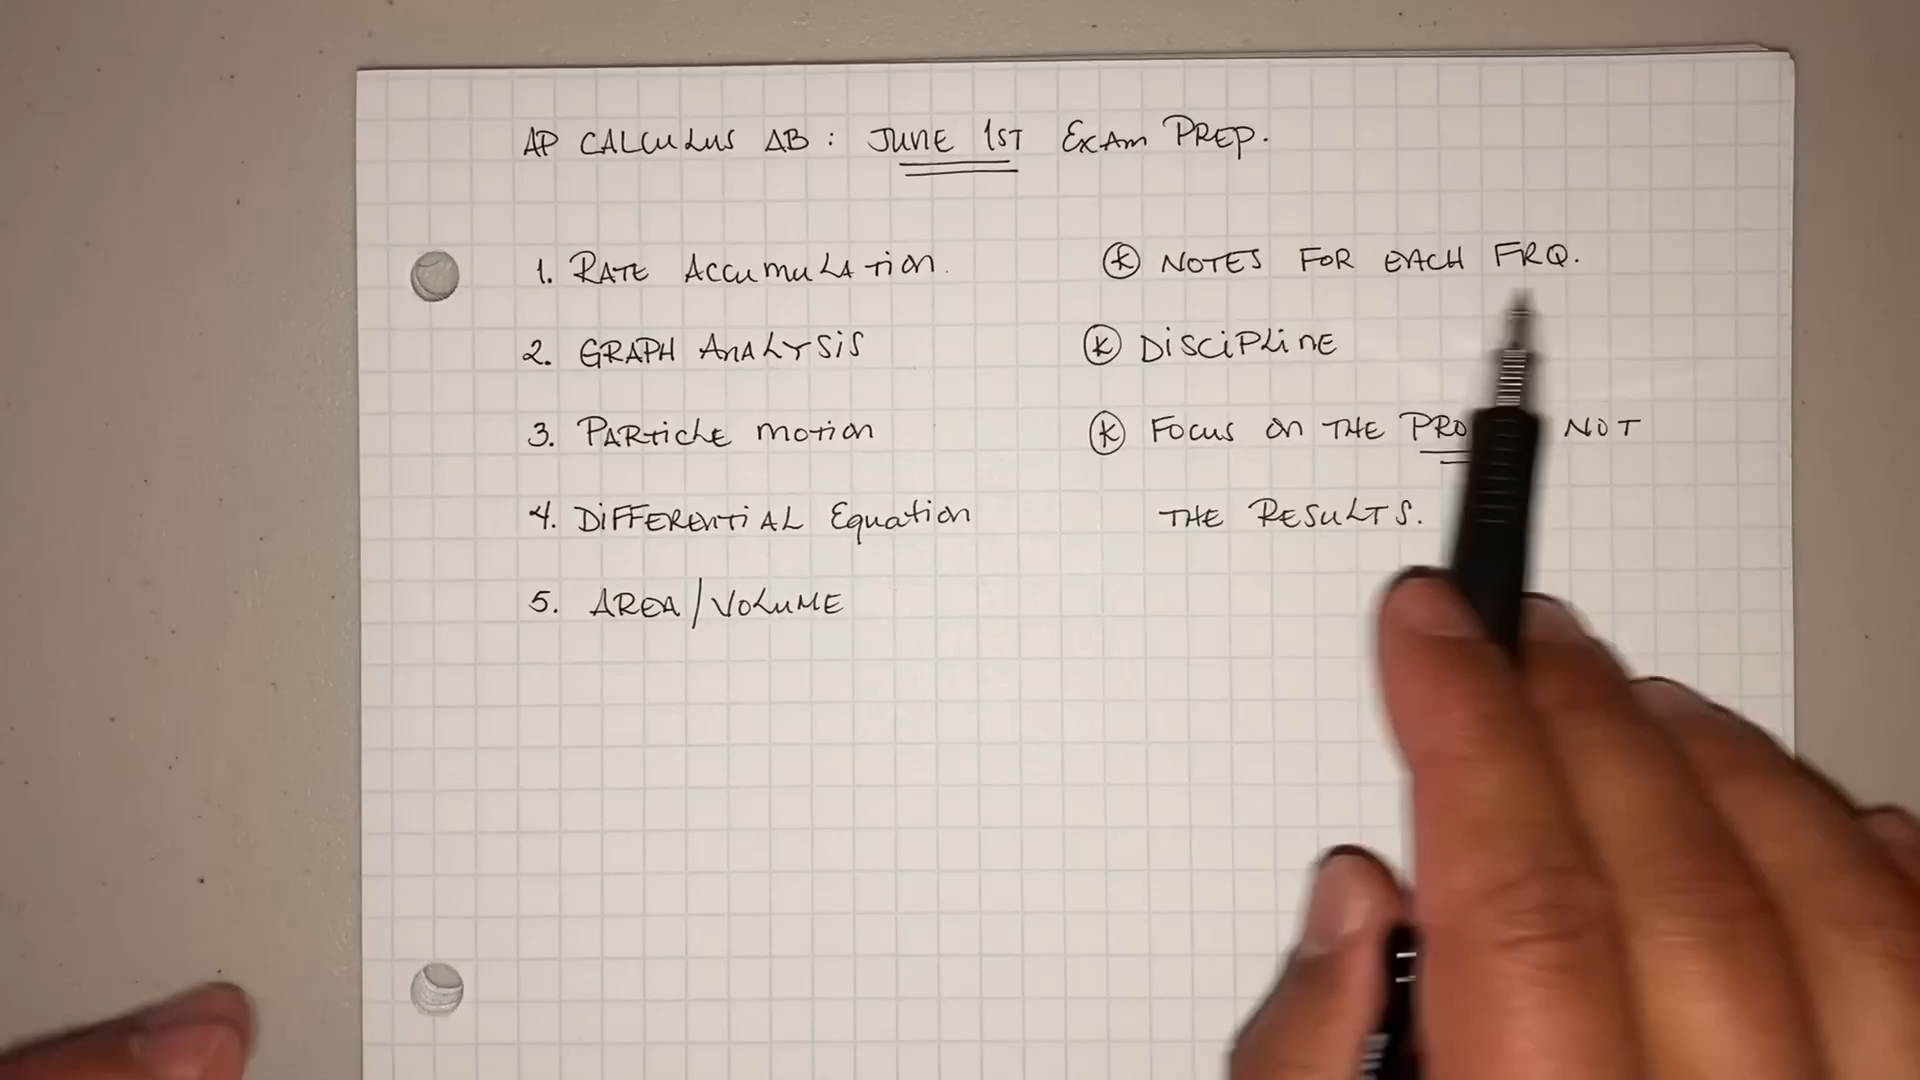 AP CALCULUS AB: JUNE 1ST EXAM PREP.
1. RATE ACCUMULATION.
2. GRAPH ANALYSIS
3. PARTICLE MOTION
4. DIFFERENTIAL EQUATION
5. AREA/VOLUME
* NOTES FOR EACH FRQ.
* DISCIPLINE
* FOCUS ON THE NOT
THE RESULTS.